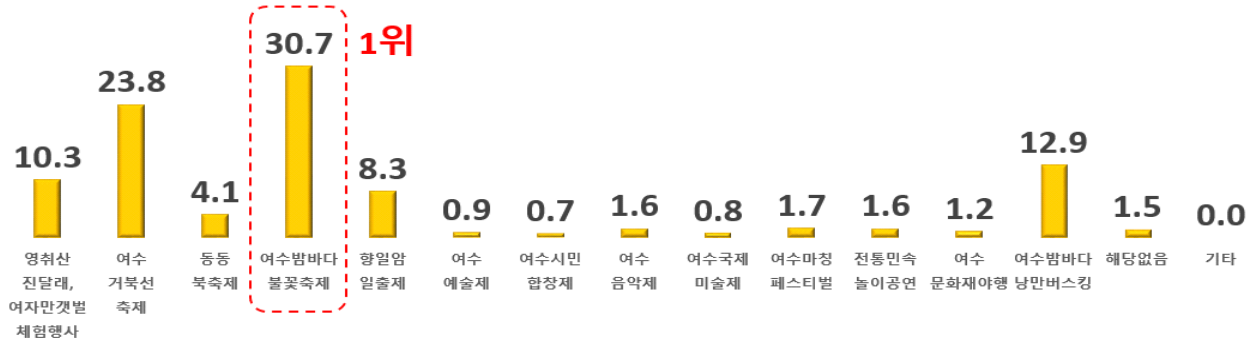 30.7 1위
23.8
12.9
10.3
8.3
4.1
0.9 0.7 1.6 0.8 1.7 1.6 1.2 1.5 0.0
영취산 여수 동동 여수밤바다 향일암 여수 여수시민 여수 여수국제 여수마칭 전통민속 여수 여수밤바다 해당없음 기타
진달래, 거북선 북축제 불꽃축제 일출제 예술제 합창제 음악제 미술제 페스티벌 놀이공연 문화재야행 낭만버스킹
여자만갯벌 축제
체험행사